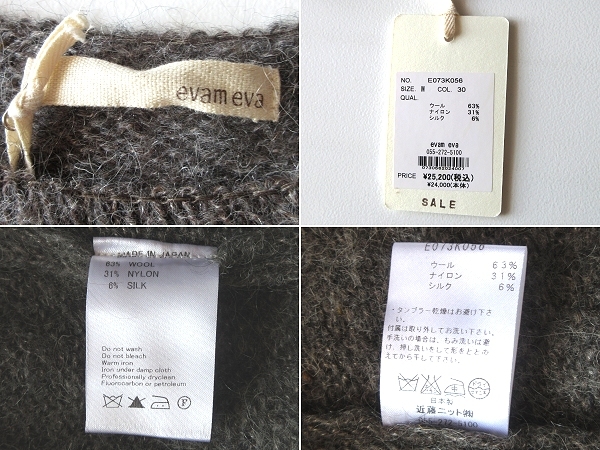 evam eva
NO. E073K056
SIZE. M COL. 30
QUAL.
ウール 63%
ナイロン 31%
シルク 6%
evam eva
055-272-5100
PRICE ¥25,200(税込)
¥24,000(本体)
SALE
MADE IN JAPAN
63% WOOL
31% NYLON
6% SILK
Do not wash
Do not bleach
Warm iron
Iron under damp cloth
Professionally dryclean
Fluorocarbon or petroleum
F
E073K056
ウール 63%
ナイロン 31%
シルク 6%
・タンブラー乾燥はお避け下さ
い。
付属は取り外してお洗い下さい。
手洗いの場合は、もみ洗いは避
け、押し洗いをして形をととの
えてから干して下さい。
日本製
近藤ニット㈱
055-272-5100